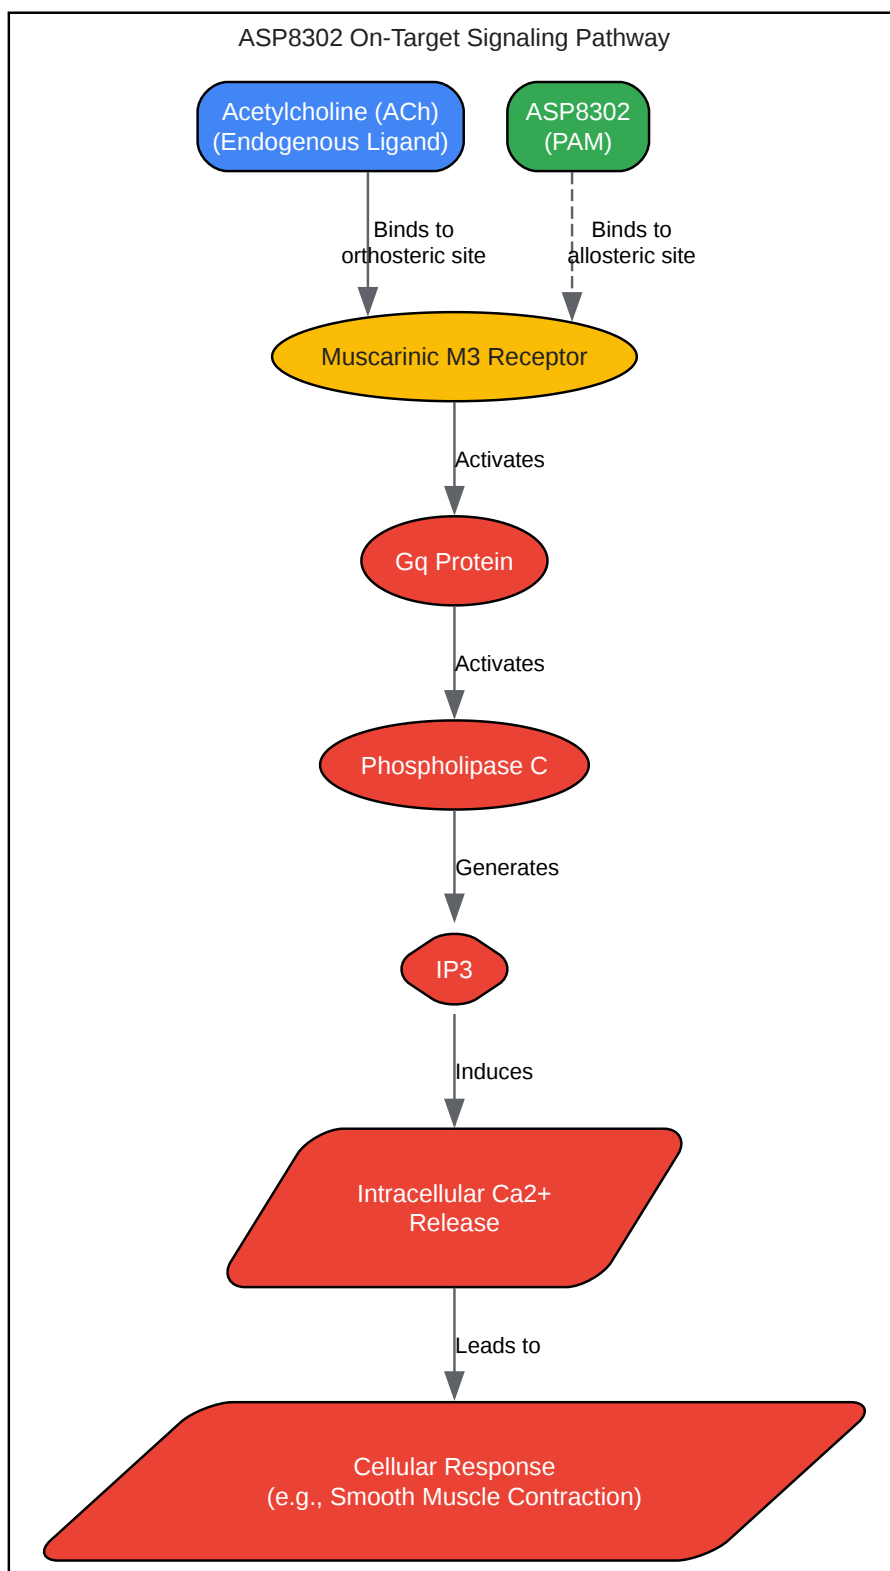 ASP8302 On-Target Signaling Pathway
Acetylcholine (ACh)
(Endogenous Ligand)
ASP8302
(PAM)
Binds to
orthosteric site
Binds to
allosteric site
Muscarinic M3 Receptor
Activates
Gq Protein
Activates
Phospholipase C
Generates
IP3
Induces
Intracellular Ca2+
Release
Leads to
Cellular Response
(e.g., Smooth Muscle Contraction)